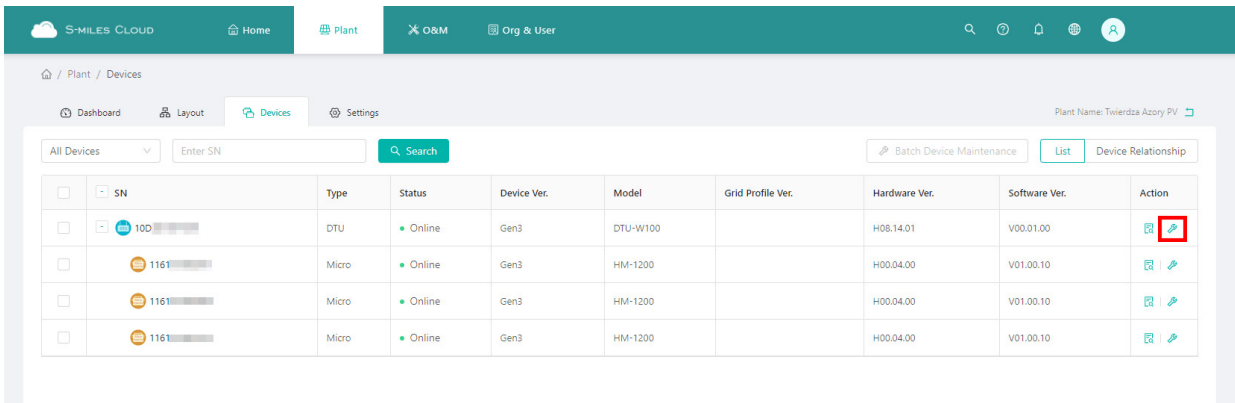 S-MILES CLOUD Home Plant O&M Org & User
/ Plant / Devices
Dashboard Layout Devices Settings Plant Name: Twierdza Azory PV
All Devices Enter SN Search Batch Device Maintenance List Device Relationship
SN Type Status Device Ver. Model Grid Profile Ver. Hardware Ver. Software Ver. Action
10D DTU Online Gen3 DTU-W100 H08.14.01 V00.01.00
1161 Micro Online Gen3 HM-1200 H00.04.00 V01.00.10
1161 Micro Online Gen3 HM-1200 H00.04.00 V01.00.10
1161 Micro Online Gen3 HM-1200 H00.04.00 V01.00.10